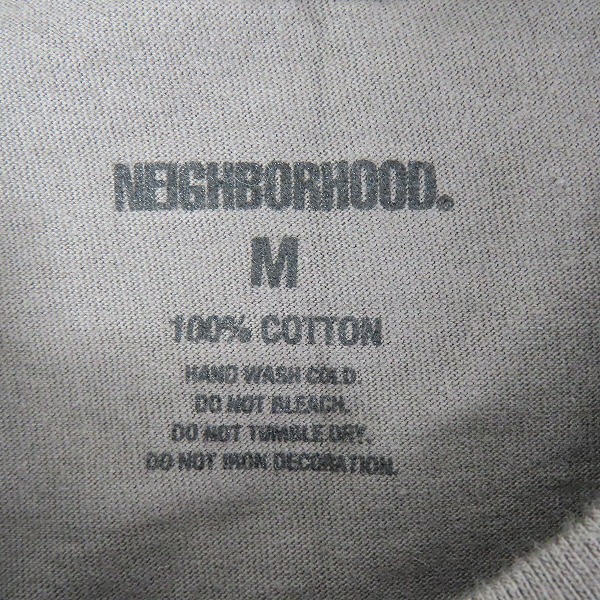 NEIGHBORHOOD®
M
100% COTTON
HAND WASH COLD.
DO NOT BLEACH.
DO NOT TUMBLE DRY.
DO NOT IRON DECORATION.